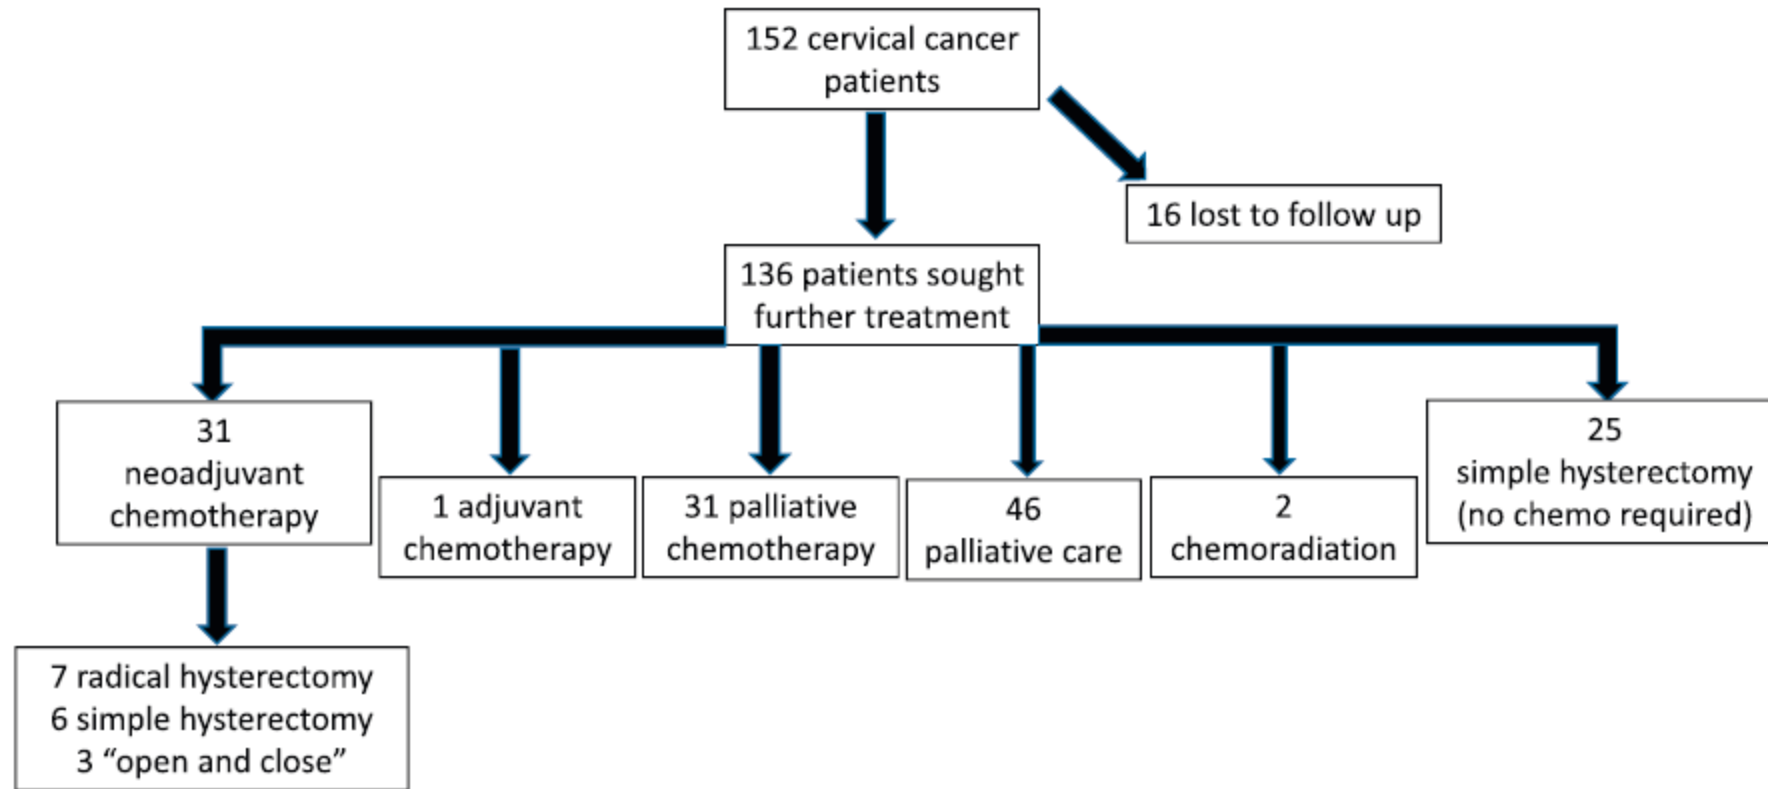 152 cervical cancer
patients
16 lost to follow up
136 patients sought
further treatment
31
neoadjuvant
chemotherapy
1 adjuvant
chemotherapy
31 palliative
chemotherapy
46
palliative care
2
chemoradiation
25
simple hysterectomy
(no chemo required)
7 radical hysterectomy
6 simple hysterectomy
3 “open and close”